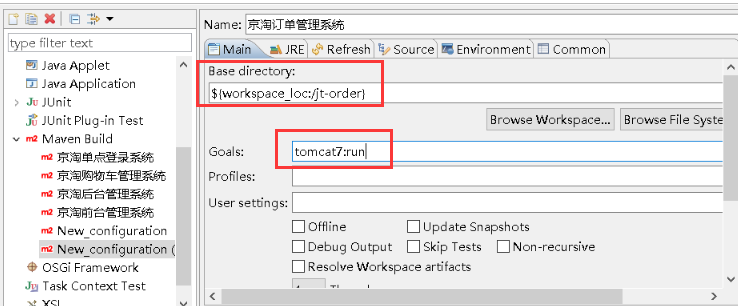 type filter text
Java Applet
Java Application
JUnit
JUnit Plug-in Test
Maven Build
京淘单点登录系统
京淘购物车管理系统
京淘后台管理系统
京淘前台管理系统
New_configuration
New_configuration (
OSGi Framework
Task Context Test
XSL
Name: 京淘订单管理系统
Main JRE Refresh Source Environment Common
Base directory:
${workspace_loc:/jt-order}
Browse Workspace... Browse File Syste
Goals: tomcat7:run
Profiles:
User settings:
Offline Update Snapshots
Debug Output Skip Tests Non-recursive
Resolve Workspace artifacts